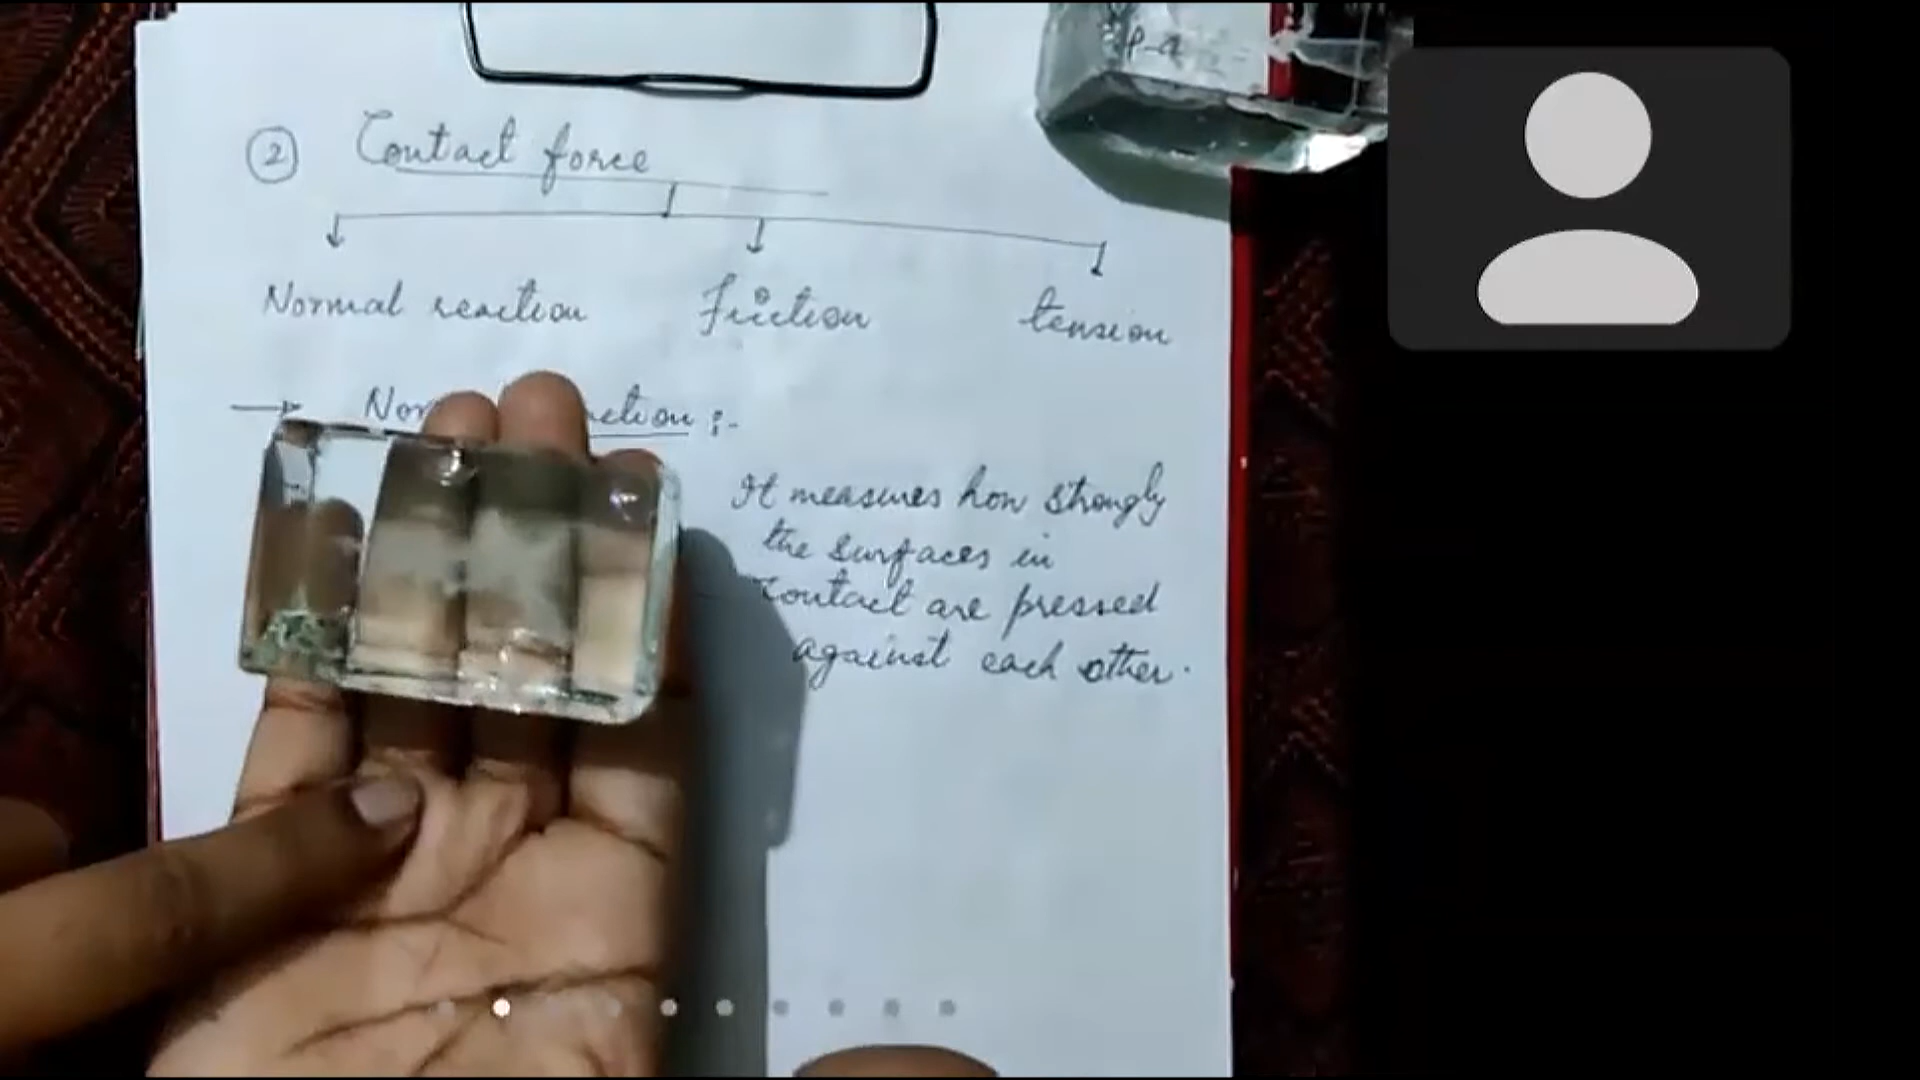 2 Contact force
Normal reaction friction tension
Nor ction :-
It measures how strongly
the surfaces in
contact are pressed
against each other.